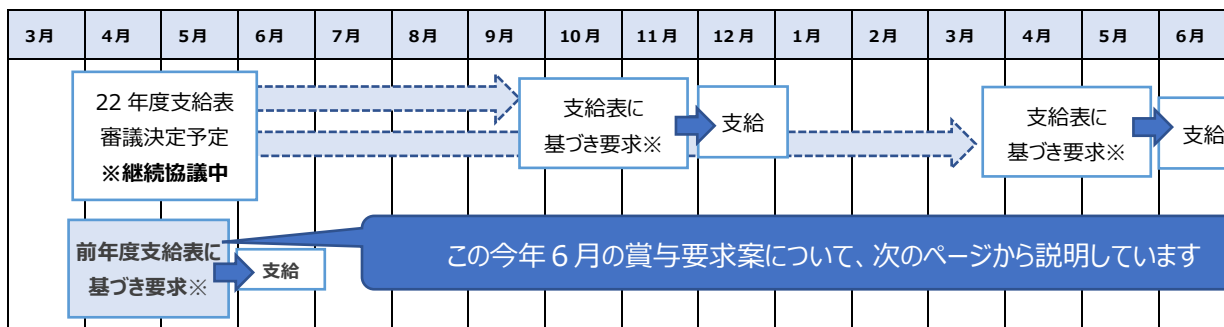 3月 4月 5月 6月 7月 8月 9月 10月 11月 12月 1月 2月 3月 4月 5月 6月
22 年度支給表
審議決定予定
※継続協議中
支給表に
基づき要求※
支給
支給表に
基づき要求※
支給
前年度支給表に
基づき要求※
支給
この今年 6 月の賞与要求案について、次のページから説明しています